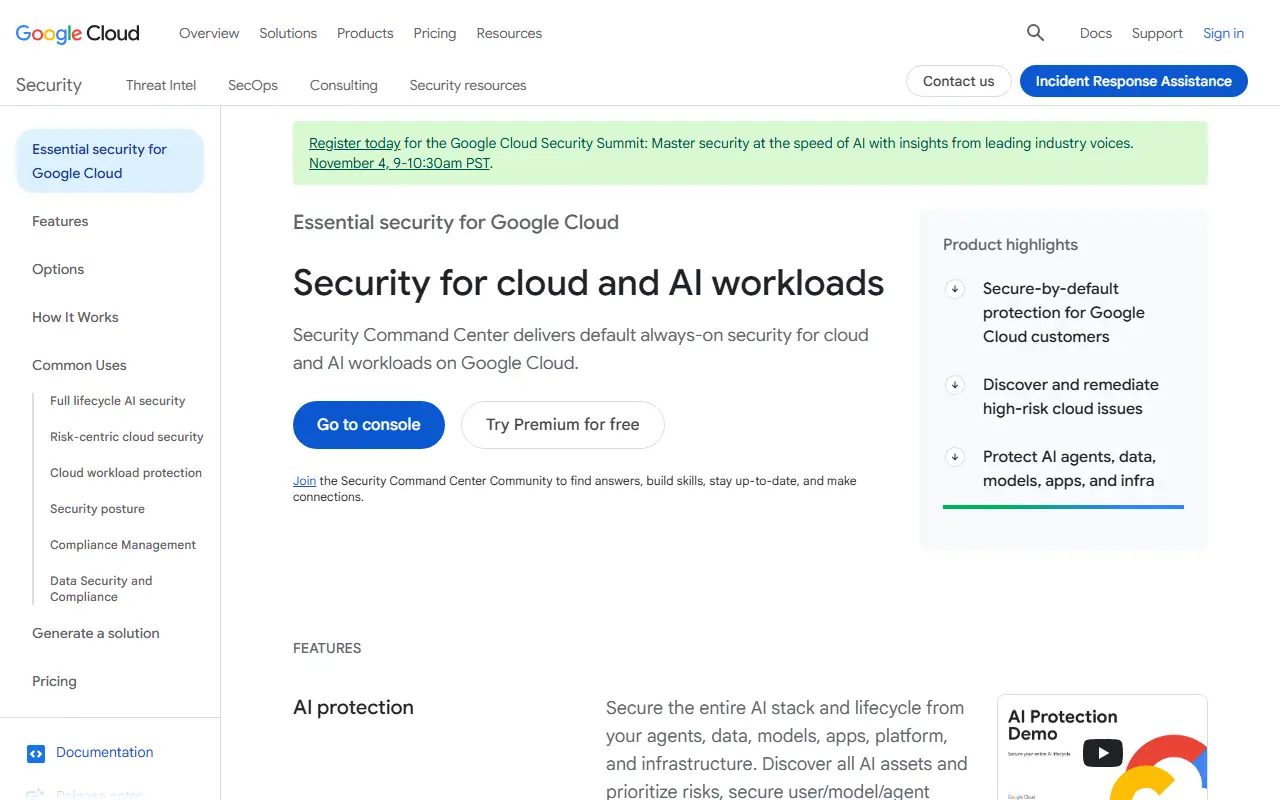 Google Cloud
Overview Solutions Products Pricing Resources
Docs Support Sign in
Security
Threat Intel SecOps Consulting Security resources
Contact us
Incident Response Assistance
Essential security for
Google Cloud
Features
Options
How It Works
Common Uses
Full lifecycle AI security
Risk-centric cloud security
Cloud workload protection
Security posture
Compliance Management
Data Security and
Compliance
Generate a solution
Pricing
Documentation
Release notes
Register today for the Google Cloud Security Summit: Master security at the speed of AI with insights from leading industry voices.
November 4, 9-10:30am PST.
Essential security for Google Cloud
Security for cloud and AI workloads
Security Command Center delivers default always-on security for cloud
and AI workloads on Google Cloud.
Go to console
Try Premium for free
Join the Security Command Center Community to find answers, build skills, stay up-to-date, and make
connections.
Product highlights
Secure-by-default
protection for Google
Cloud customers
Discover and remediate
high-risk cloud issues
Protect AI agents, data,
models, apps, and infra
FEATURES
AI protection
Secure the entire AI stack and lifecycle from
your agents, data, models, apps, platform,
and infrastructure. Discover all AI assets and
prioritize risks, secure user/model/agent
AI Protection
Demo
Secure your entire AI lifecycle
Google Cloud